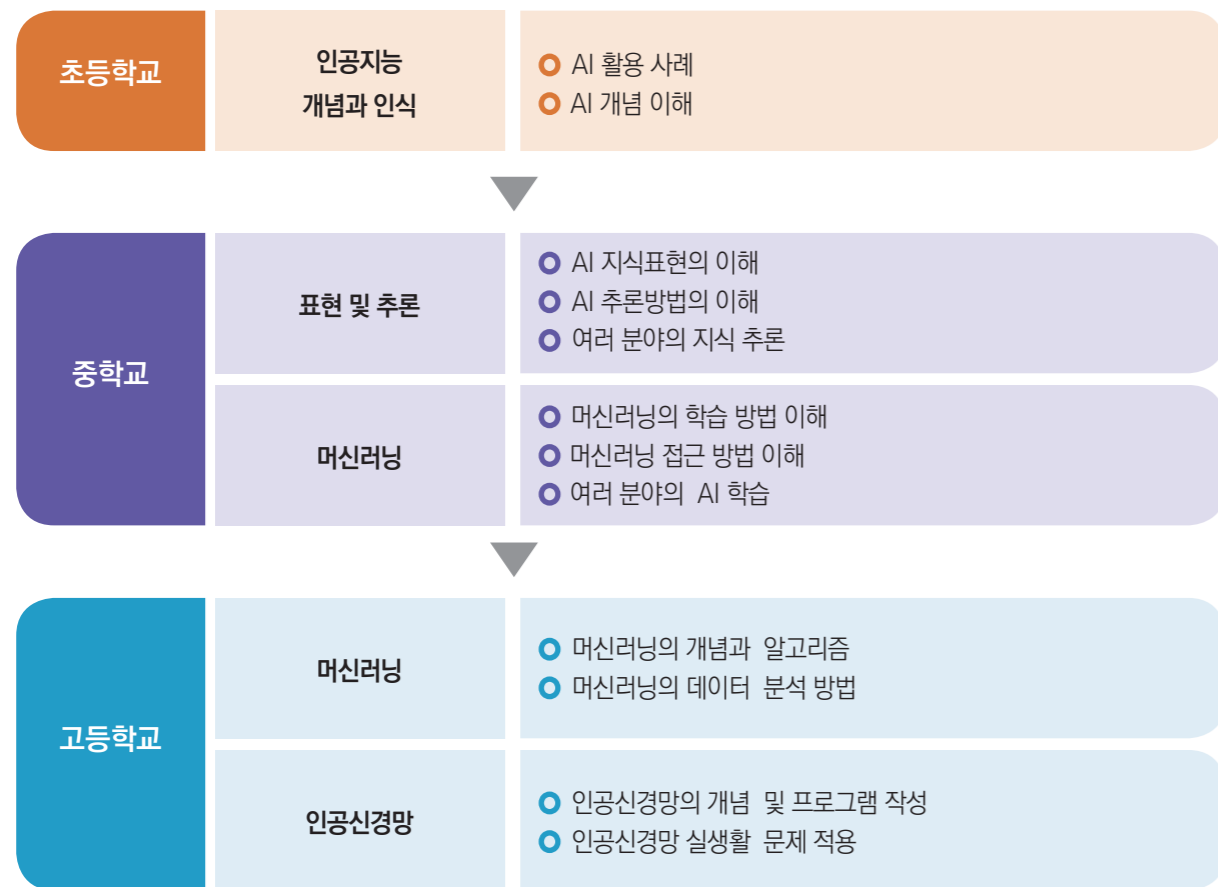 초등학교
인공지능
개념과 인식
AI 활용 사례
AI 개념 이해
중학교
표현 및 추론
AI 지식표현의 이해
AI 추론방법의 이해
여러 분야의 지식 추론
머신러닝
머신러닝의 학습 방법 이해
머신러닝 접근 방법 이해
여러 분야의 AI 학습
고등학교
머신러닝
머신러닝의 개념과 알고리즘
머신러닝의 데이터 분석 방법
인공신경망
인공신경망의 개념 및 프로그램 작성
인공신경망 실생활 문제 적용